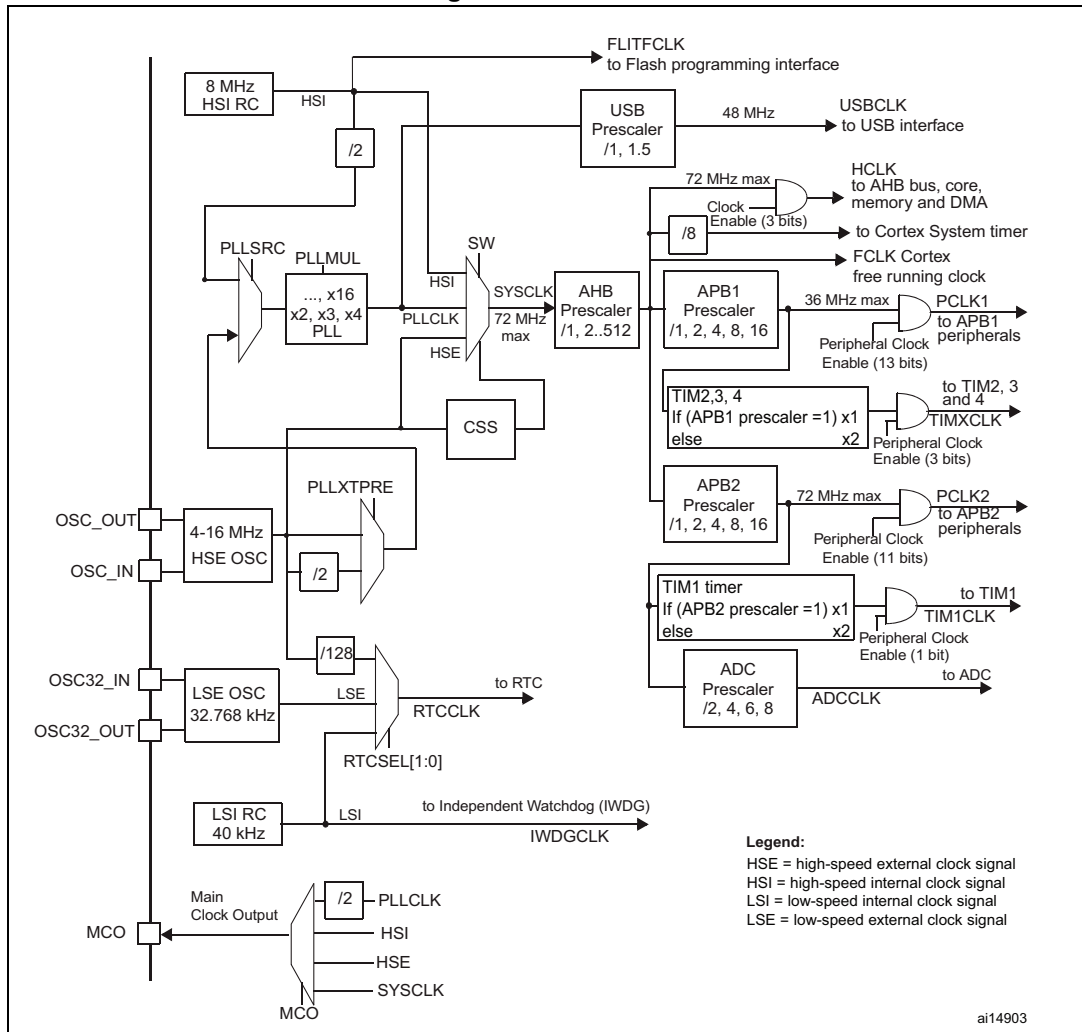 FLITFCLK
to Flash programming interface
8 MHz
HSI RC
HSI
/2
USB
Prescaler
/1, 1.5
48 MHz
USBCLK
to USB interface
72 MHz max
Clock
Enable (3 bits)
HCLK
to AHB bus, core,
memory and DMA
/8
to Cortex System timer
FCLK Cortex
free running clock
PLLSRC
PLLMUL
..., x16
x2, x3, x4
PLL
SW
HSI
PLLCLK
HSE
SYSCLK
72 MHz
max
AHB
Prescaler
/1, 2..512
APB1
Prescaler
/1, 2, 4, 8, 16
36 MHz max
PCLK1
to APB1
peripherals
Peripheral Clock
Enable (13 bits)
TIM2,3, 4
If (APB1 prescaler =1) x1
else x2
to TIM2, 3
and 4
TIMXCLK
Peripheral Clock
Enable (3 bits)
CSS
PLLXTPRE
OSC_OUT
OSC_IN
4-16 MHz
HSE OSC
/2
APB2
Prescaler
/1, 2, 4, 8, 16
72 MHz max
PCLK2
to APB2
peripherals
Peripheral Clock
Enable (11 bits)
TIM1 timer
If (APB2 prescaler =1) x1
else x2
to TIM1
TIM1CLK
Peripheral Clock
Enable (1 bit)
/128
OSC32_IN
OSC32_OUT
LSE OSC
32.768 kHz
LSE
to RTC
RTCCLK
RTCSEL[1:0]
ADC
Prescaler
/2, 4, 6, 8
to ADC
ADCCLK
LSI RC
40 kHz
LSI
to Independent Watchdog (IWDG)
IWDGCLK
Legend:
HSE = high-speed external clock signal
HSI = high-speed internal clock signal
LSI = low-speed internal clock signal
LSE = low-speed external clock signal
Main
Clock Output
MCO
/2
PLLCLK
HSI
HSE
SYSCLK
MCO
ai14903